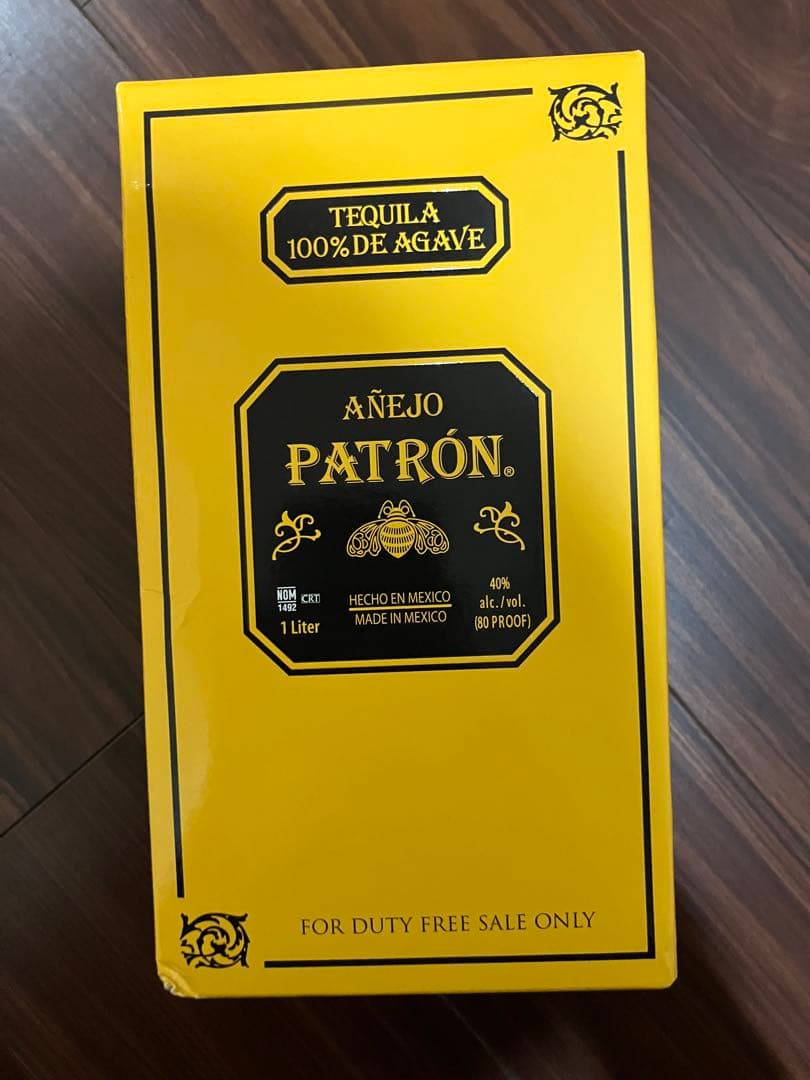 TEQUILA
100% DE AGAVE
AÑEJO
PATRÓN®
NOM CRT
1492
1 Liter
HECHO EN MEXICO
MADE IN MEXICO
40%
alc./vol.
(80 PROOF)
FOR DUTY FREE SALE ONLY